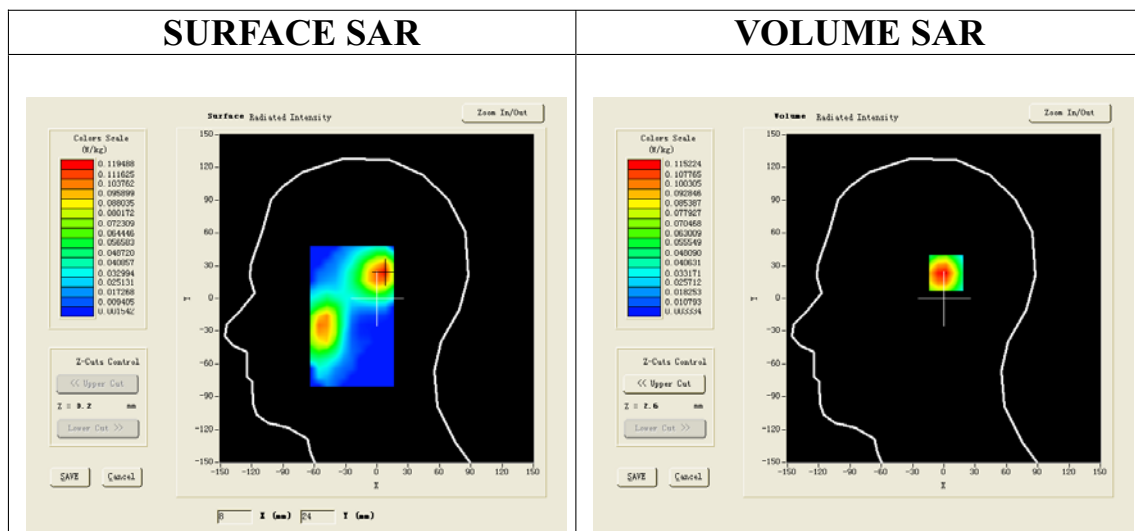 SURFACE SAR
VOLUME SAR
Surface Radiated Intensity
Zoom In/Out
Colors Scale
(W/kg)
0.119488
0.111625
0.103762
0.095899
0.088035
0.080172
0.072309
0.064446
0.056583
0.048720
0.040857
0.032994
0.025131
0.017268
0.009405
0.001542
150
120
90
60
30
0
-30
-60
-90
-120
-150
Y
-150 -120 -90 -60 -30 0 30 60 90 120 150
X
Z-Cuts Control
<< Upper Cut
Z = 3.2 mm
Lower Cut >>
SAVE
Cancel
8 X (mm) 24 Y (mm)
Volume Radiated Intensity
Zoom In/Out
Colors Scale
(W/kg)
0.115224
0.107765
0.100305
0.092846
0.085387
0.077927
0.070468
0.063009
0.055549
0.048090
0.040631
0.033171
0.025712
0.018253
0.010793
0.003334
150
120
90
60
30
0
-30
-60
-90
-120
-150
Y
-150 -120 -90 -60 -30 0 30 60 90 120 150
X
Z-Cuts Control
<< Upper Cut
Z = 2.6 mm
Lower Cut >>
SAVE
Cancel